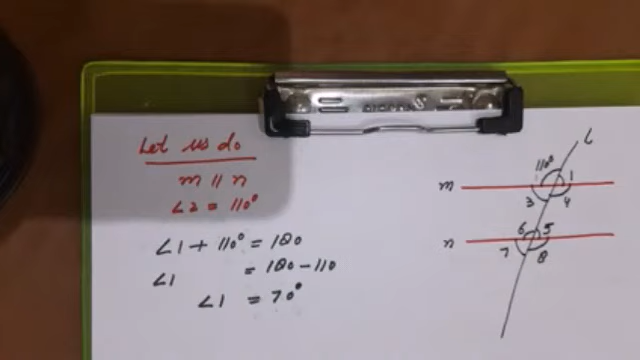 Let us do
m || n
∠2 = 110°
∠1 + 110° = 180
∠1 = 180 - 110
∠1 = 70°
l
110° 1
m
3 4
6 5
n
7 8